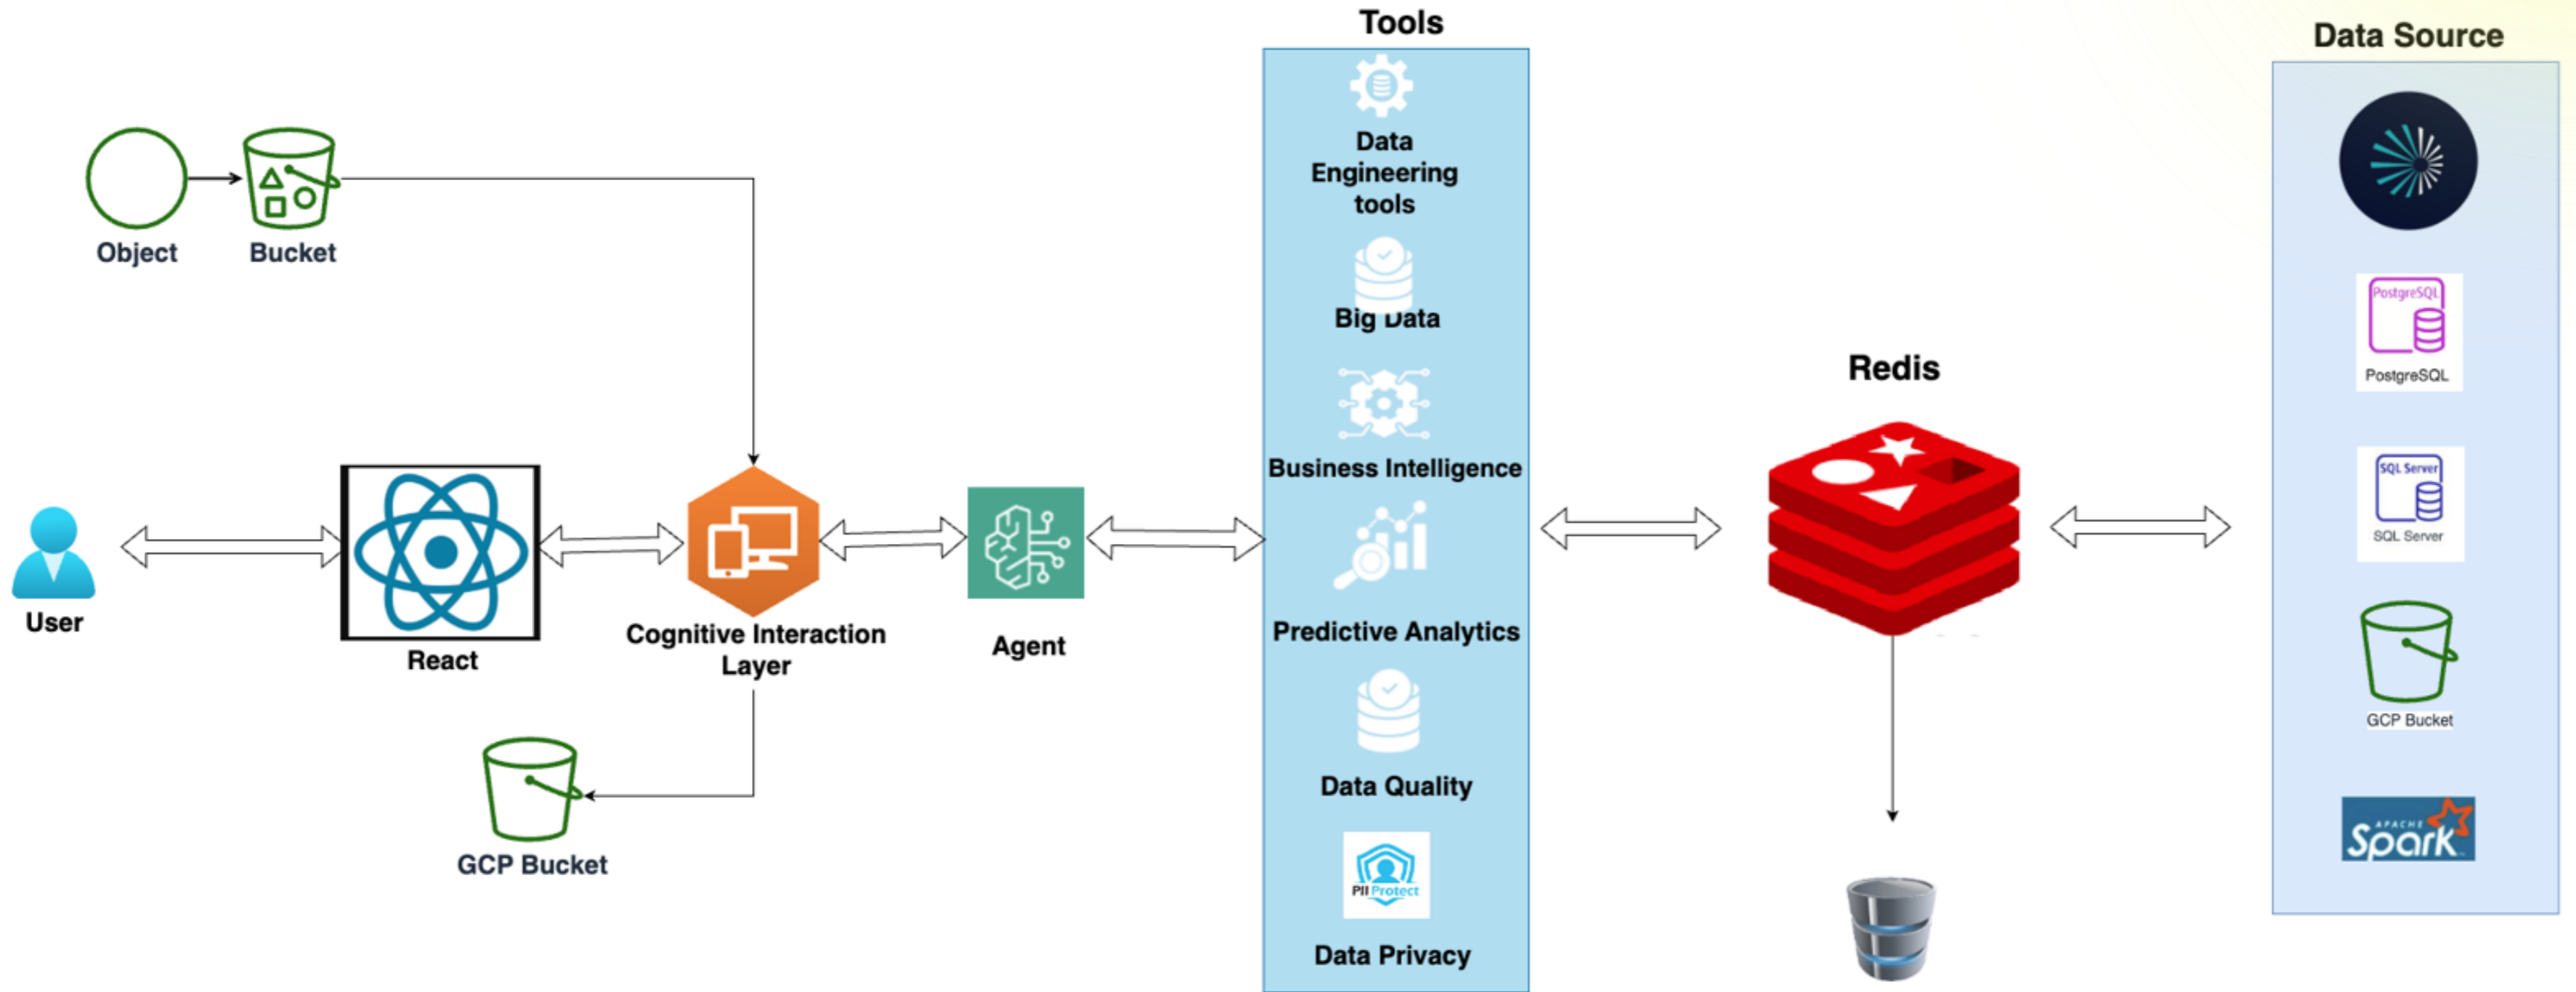 Tools
Data Source
Data
Engineering
tools
Object
Bucket
Big Data
PostgreSQL
PostgreSQL
Redis
Business Intelligence
SQL Server
SQL Server
User
React
Cognitive Interaction
Layer
Agent
Predictive Analytics
GCP Bucket
Data Quality
APACHE
Spark
GCP Bucket
PII Protect
Data Privacy